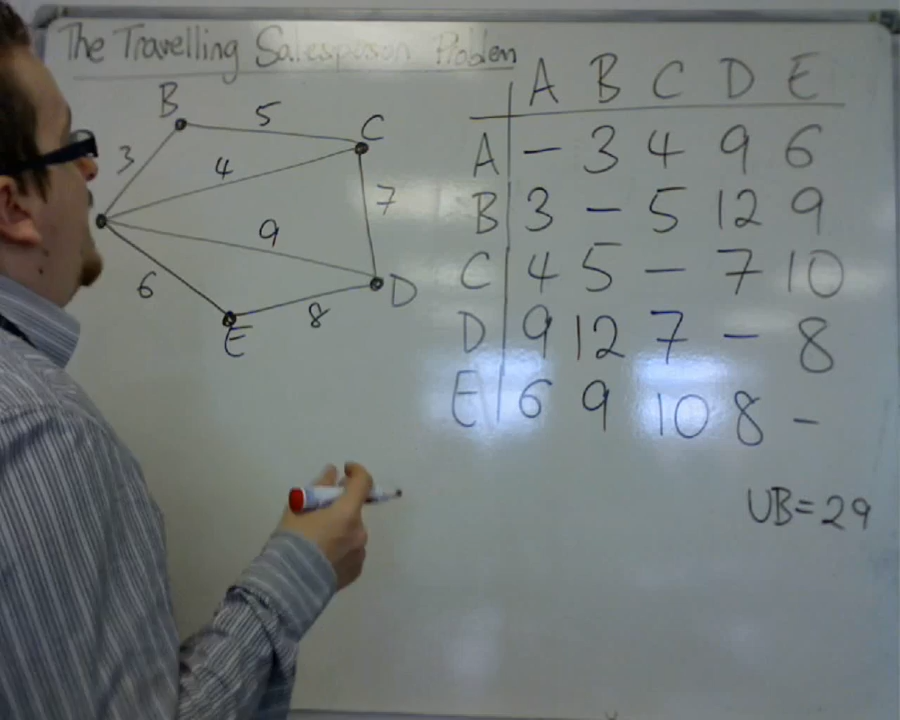 The Travelling Salesperson Problem
B
5
C
3
4
7
9
6
D
8
E
A B C D E
A – 3 4 9 6
B 3 – 5 12 9
C 4 5 – 7 10
D 9 12 7 – 8
E 6 9 10 8 –
UB=29